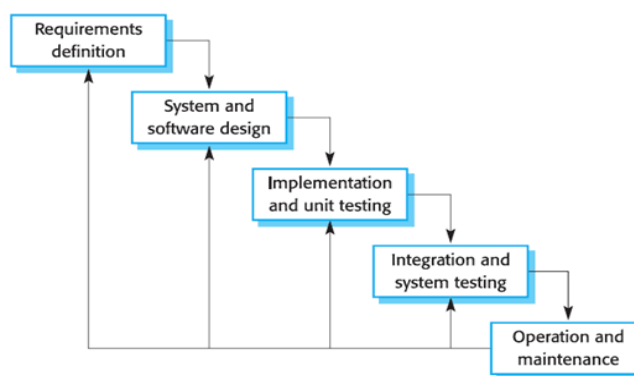 Requirements
definition
System and
software design
Implementation
and unit testing
Integration and
system testing
Operation and
maintenance